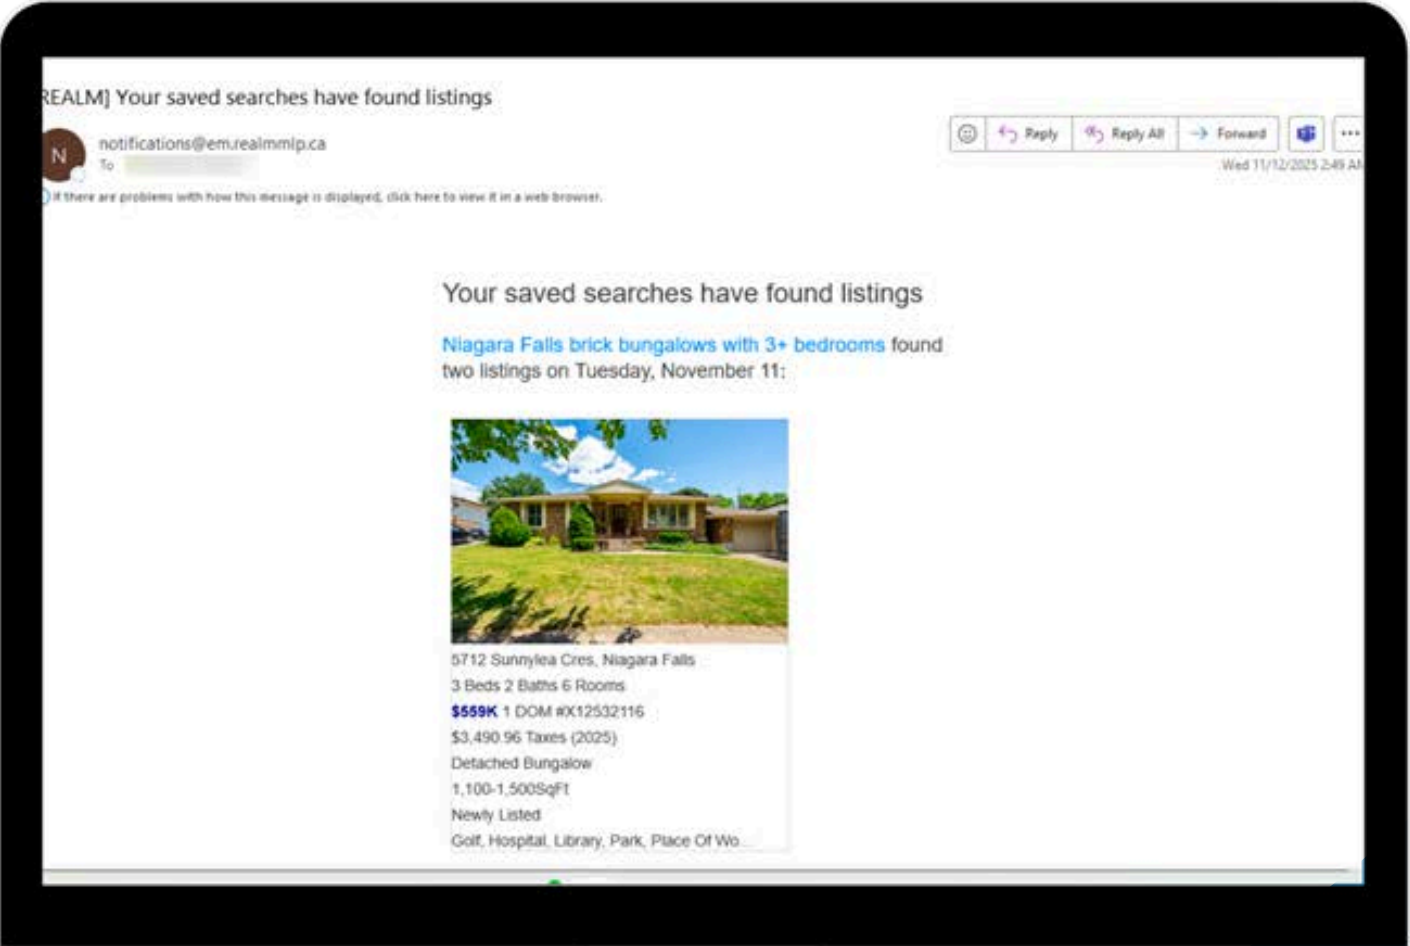 REALM] Your saved searches have found listings
N
notifications@em.realmmlp.ca
To
Reply
Reply All
Forward
Wed 11/12/2025 2:49 AM
If there are problems with how this message is displayed, click here to view it in a web browser.
Your saved searches have found listings
Niagara Falls brick bungalows with 3+ bedrooms found
two listings on Tuesday, November 11:
5712 Sunnylea Cres, Niagara Falls
3 Beds 2 Baths 6 Rooms
$559K 1 DOM #X12532116
$3,490.96 Taxes (2025)
Detached Bungalow
1,100-1,500SqFt
Newly Listed
Golf, Hospital, Library, Park, Place Of Wo...